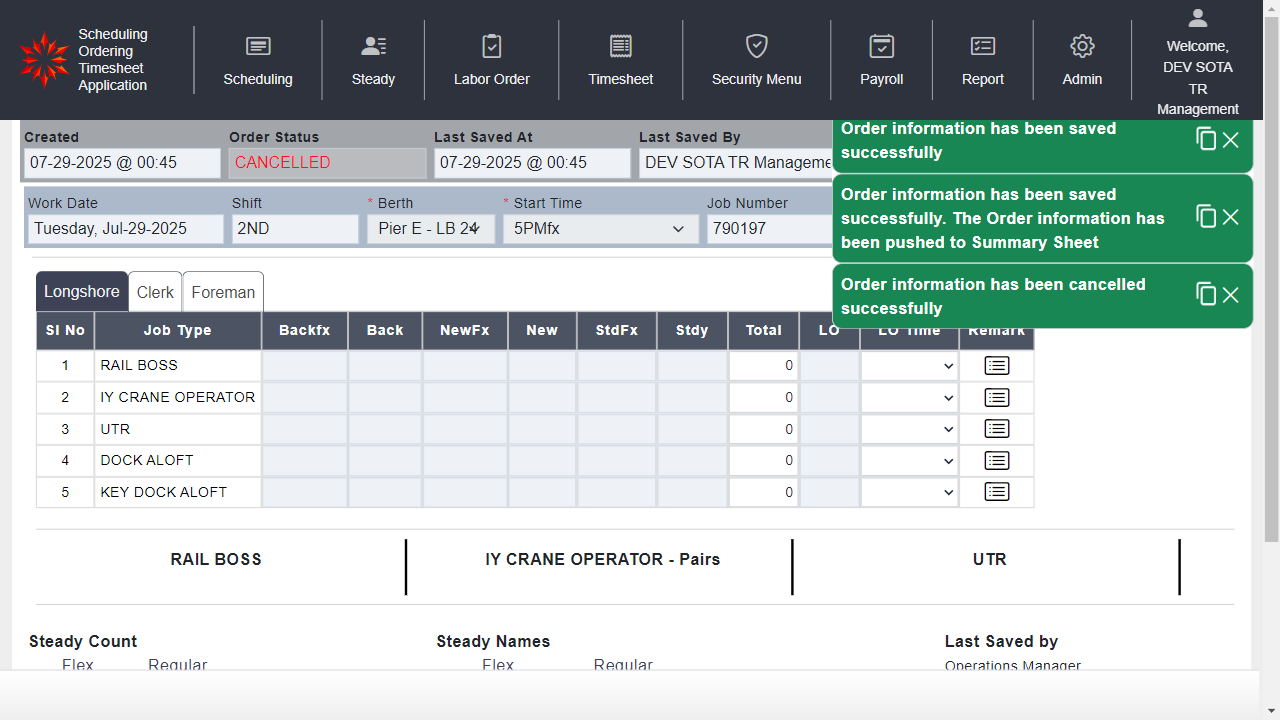 Scheduling
Ordering
Timesheet
Application
Scheduling
Steady
Labor Order
Timesheet
Security Menu
Payroll
Report
Admin
Welcome,
DEV SOTA
TR
Management
Created
Order Status
Last Saved At
Last Saved By
07-29-2025 @ 00:45
CANCELLED
07-29-2025 @ 00:45
DEV SOTA TR Manageme
Order information has been saved
successfully
Order information has been saved
successfully. The Order information has
been pushed to Summary Sheet
Order information has been cancelled
successfully
Work Date
Shift
* Berth
* Start Time
Job Number
Tuesday, Jul-29-2025
2ND
Pier E - LB 24
5PMfx
790197
Longshore
Clerk
Foreman
SI No Job Type Backfx Back NewFx New StdFx Stdy Total LO LO Time Remark
1 RAIL BOSS 0
2 IY CRANE OPERATOR 0
3 UTR 0
4 DOCK ALOFT 0
5 KEY DOCK ALOFT 0
RAIL BOSS
IY CRANE OPERATOR - Pairs
UTR
Steady Count
Steady Names
Last Saved by
Flex Regular
Flex Regular
Operations Manager